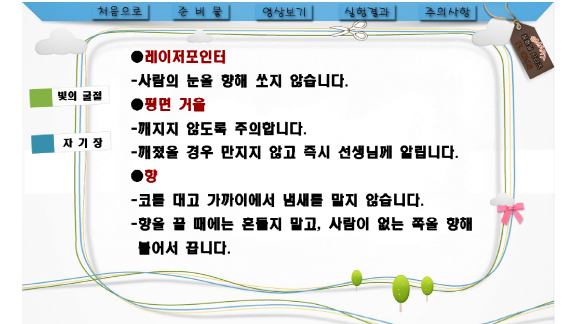 처음으로 준 비 물 영상보기 실험결과 주의사항
●레이저포인터
-사람의 눈을 향해 쏘지 않습니다.
●평면 거울
빛의 굴절
-깨지지 않도록 주의합니다.
자 기 장
-깨졌을 경우 만지지 않고 즉시 선생님께 알립니다.
●향
-코를 대고 가까이에서 냄새를 맡지 않습니다.
-향을 끌 때에는 흔들지 말고, 사람이 없는 쪽을 향해
불어서 끕니다.